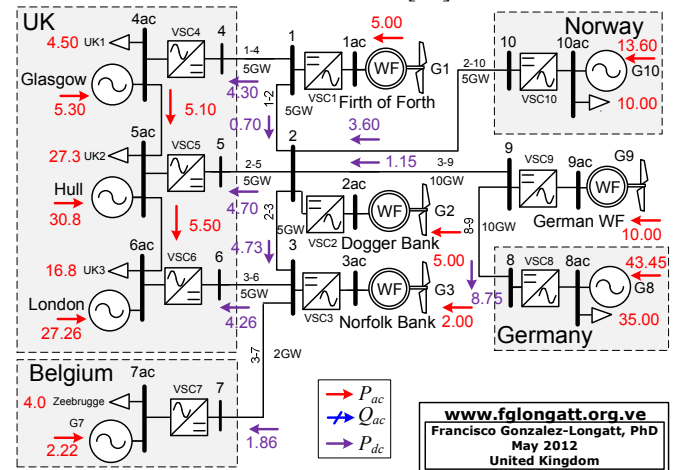 UK
4ac
VSC4
4
4.50 UK1
Glasgow
5.30
5.10
1-4
5GW
4.30
1
1ac
5.00
VSC1
WF
G1
Firth of Forth
1-2
5GW
0.70
3.60
2-10
5GW
Norway
10
10ac
13.60
G10
VSC10
10.00
5ac
VSC5
5
27.3 UK2
Hull
30.8
5.50
2-5
5GW
4.70
2
1.15
3-9
10GW
2ac
WF
G2
VSC2
Dogger Bank
5.00
2-3
5GW
4.73
9
VSC9
9ac
G9
WF
German WF
10.00
8-9
10GW
8.75
6ac
VSC6
6
16.8 UK3
London
27.26
3-6
5GW
4.26
3
3ac
WF
G3
VSC3
Norfolk Bank
2.00
8
VSC8
8ac
43.45
G8
35.00
Germany
Belgium
7ac
VSC7
7
4.0 Zeebrugge
G7
2.22
3-7
2GW
1.86
Pac
Qac
Pdc
www.fglongatt.org.ve
Francisco Gonzalez-Longatt, PhD
May 2012
United Kingdom